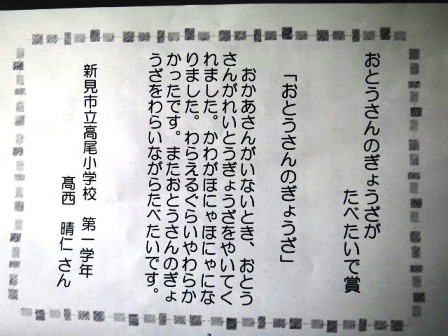 おとうさんのぎょうざが
たべたいで賞
「おとうさんのぎょうざ」
おかあさんがいないとき、おとう
さんがれいとうぎょうざをやいてく
れました。かわがほにゃほにゃにな
りました。わらえるぐらいやわらか
かったです。またおとうさんのぎょ
うざをわらいながらたべたいです。
新見市立高尾小学校　第一学年
髙西　晴仁さん